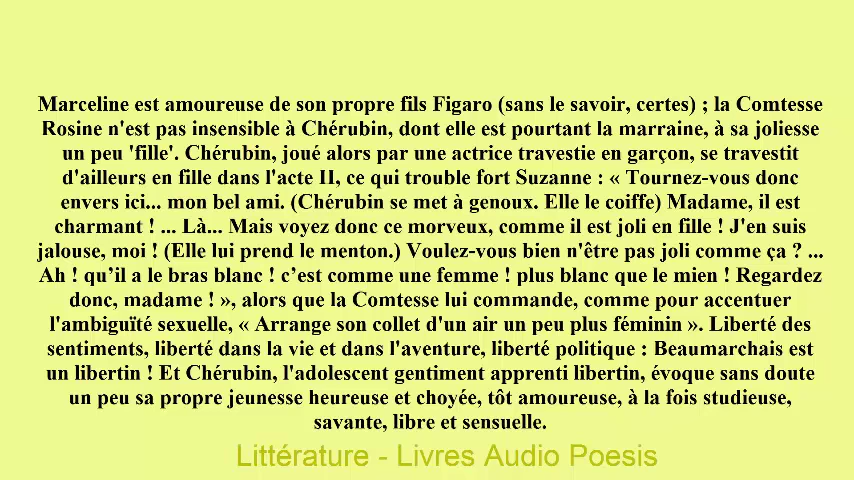 Marceline est amoureuse de son propre fils Figaro (sans le savoir, certes) ; la Comtesse
Rosine n'est pas insensible à Chérubin, dont elle est pourtant la marraine, à sa joliesse
un peu 'fille'. Chérubin, joué alors par une actrice travestie en garçon, se travestit
d'ailleurs en fille dans l'acte II, ce qui trouble fort Suzanne : « Tournez-vous donc
envers ici... mon bel ami. (Chérubin se met à genoux. Elle le coiffe) Madame, il est
charmant ! ... Là... Mais voyez donc ce morveux, comme il est joli en fille ! J'en suis
jalouse, moi ! (Elle lui prend le menton.) Voulez-vous bien n'être pas joli comme ça ? ...
Ah ! qu’il a le bras blanc ! c’est comme une femme ! plus blanc que le mien ! Regardez
donc, madame ! », alors que la Comtesse lui commande, comme pour accentuer
l'ambiguïté sexuelle, « Arrange son collet d'un air un peu plus féminin ». Liberté des
sentiments, liberté dans la vie et dans l'aventure, liberté politique : Beaumarchais est
un libertin ! Et Chérubin, l'adolescent gentiment apprenti libertin, évoque sans doute
un peu sa propre jeunesse heureuse et choyée, tôt amoureuse, à la fois studieuse,
savante, libre et sensuelle.
Littérature - Livres Audio Poesis